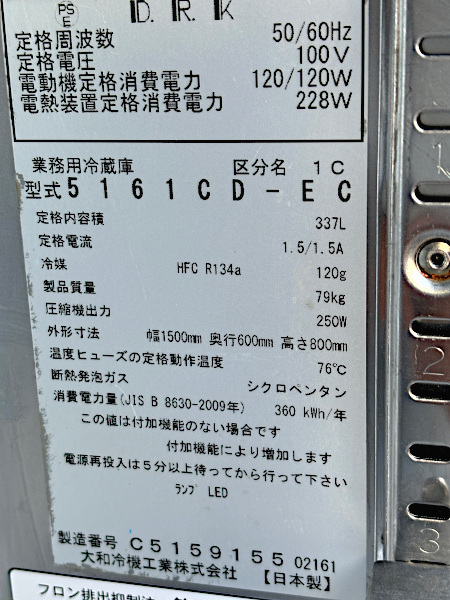 PS E D.R.K
定格周波数 50/60Hz
定格電圧 100V
電動機定格消費電力 120/120W
電熱装置定格消費電力 228W
業務用冷蔵庫 区分名 1C
型式 5161CD-EC
定格内容積 337L
定格電流 1.5/1.5A
冷媒 HFC R134a 120g
製品質量 79kg
圧縮機出力 250W
外形寸法 幅1500mm 奥行600mm 高さ800mm
温度ヒューズの定格動作温度 76℃
断熱発泡ガス シクロペンタン
消費電力量(JIS B 8630-2009年) 360 kWh/年
この値は付加機能のない場合です
付加機能により増加します
電源再投入は5分以上待ってから行って下さい
ﾗﾝﾌﾟ LED
製造番号 C5159155 02161
大和冷機工業株式会社 【日本製】
フロン排出抑制法
1
2
3